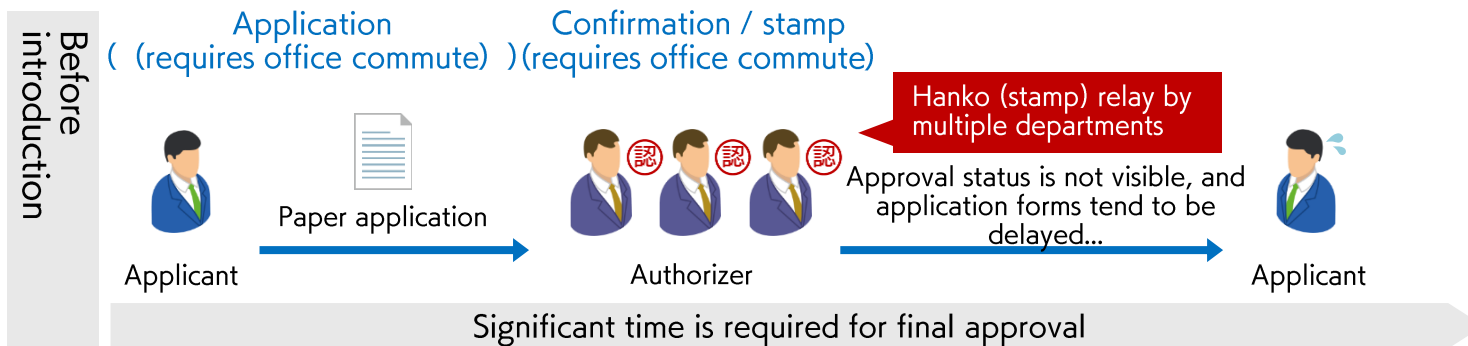 Before
introduction
Application
( (requires office commute) )
Confirmation / stamp
(requires office commute)
Hanko (stamp) relay by
multiple departments
認
認
認
Paper application
Approval status is not visible, and
application forms tend to be
delayed...
Applicant
Authorizer
Applicant
Significant time is required for final approval